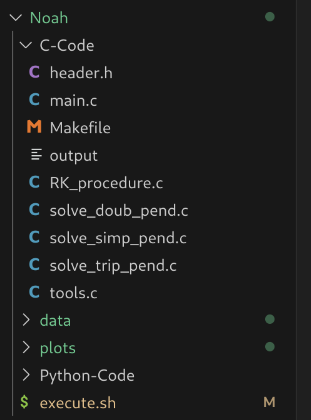 Noah
C-Code
C header.h
C main.c
M Makefile
output
C RK_procedure.c
C solve_doub_pend.c
C solve_simp_pend.c
C solve_trip_pend.c
C tools.c
data
plots
Python-Code
$ execute.sh M